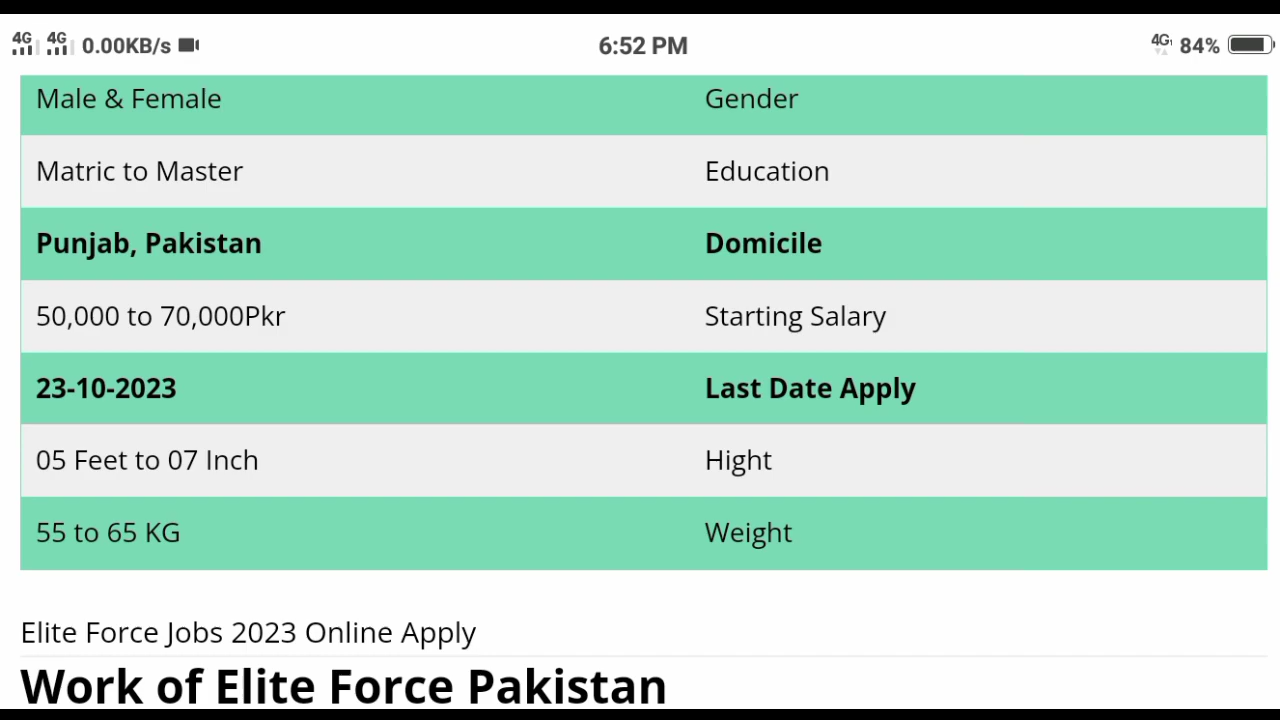 4G 4G 0.00KB/s 6:52 PM 4G 84%
Male & Female Gender
Matric to Master Education
Punjab, Pakistan Domicile
50,000 to 70,000Pkr Starting Salary
23-10-2023 Last Date Apply
05 Feet to 07 Inch Hight
55 to 65 KG Weight
Elite Force Jobs 2023 Online Apply
Work of Elite Force Pakistan